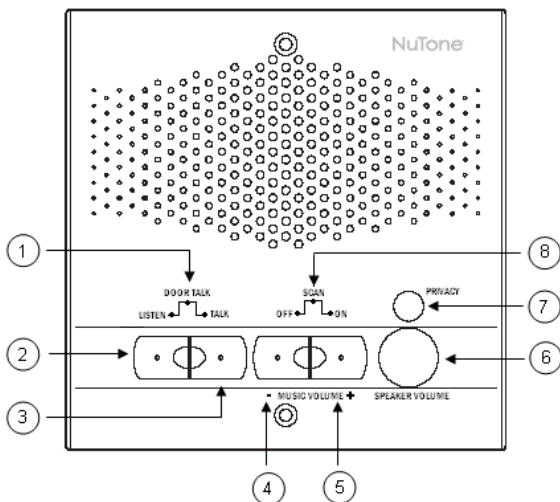 NuTone
1
8
DOOR TALK
SCAN
PRIVACY
LISTEN TALK
OFF ON
7
2
6
3
- MUSIC VOLUME +
SPEAKER VOLUME
4
5